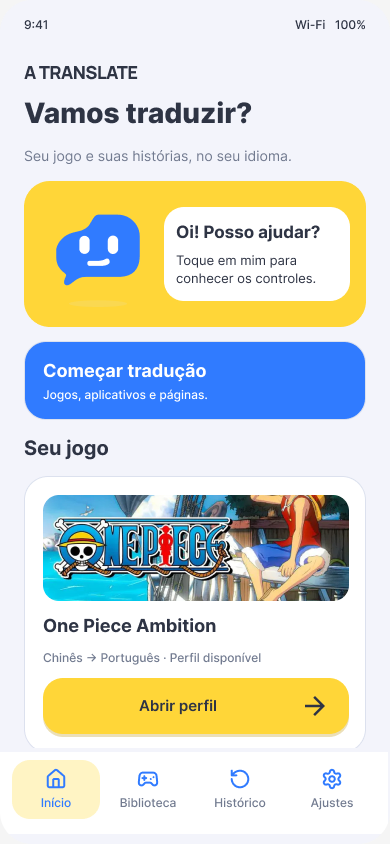 9:41
Wi-Fi 100%
A TRANSLATE
Vamos traduzir?
Seu jogo e suas histórias, no seu idioma.
Oi! Posso ajudar?
Toque em mim para
conhecer os controles.
Começar tradução
Jogos, aplicativos e páginas.
Seu jogo
ONE PIECE
One Piece Ambition
Chinês → Português · Perfil disponível
Abrir perfil
Início
Biblioteca
Histórico
Ajustes